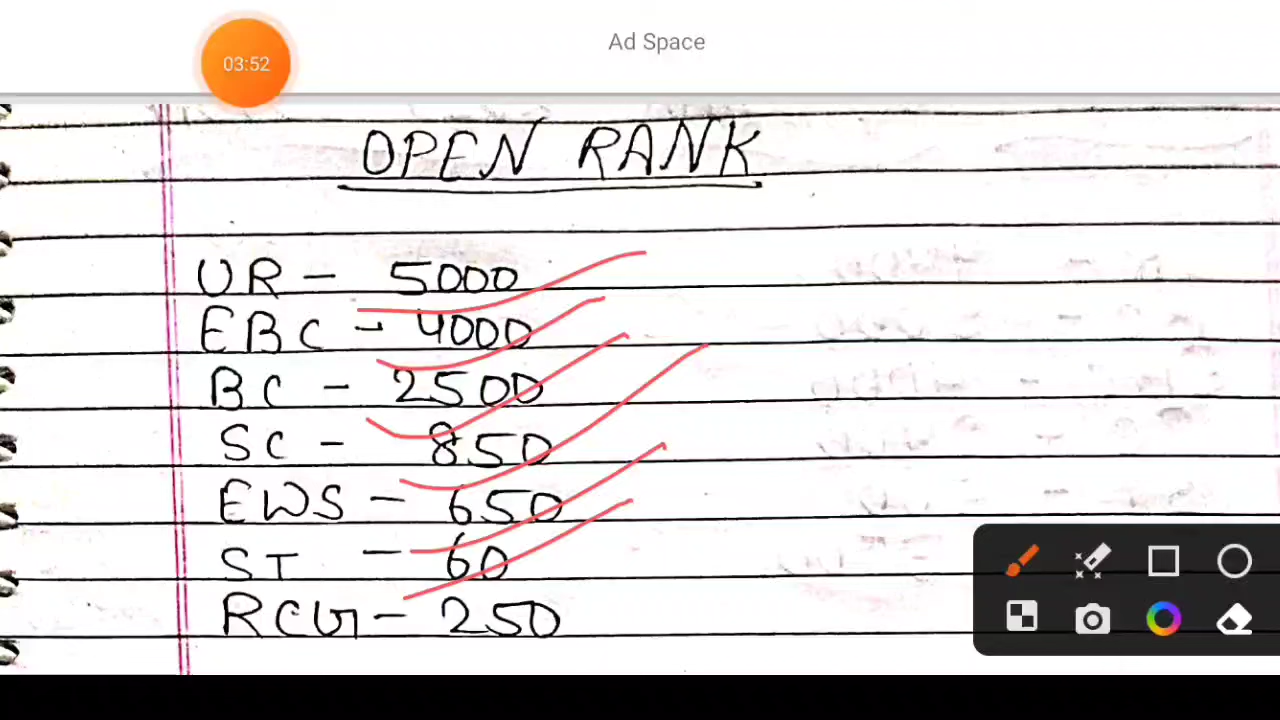 Ad Space
03:52
OPEN RANK
UR - 5000
EBC - 4000
BC - 2500
SC - 850
EWS - 650
ST - 60
RCG - 250